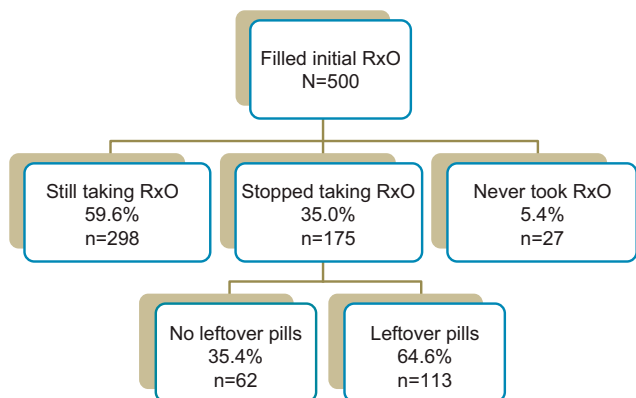 Filled initial RxO
N=500
Still taking RxO
59.6%
n=298
Stopped taking RxO
35.0%
n=175
Never took RxO
5.4%
n=27
No leftover pills
35.4%
n=62
Leftover pills
64.6%
n=113